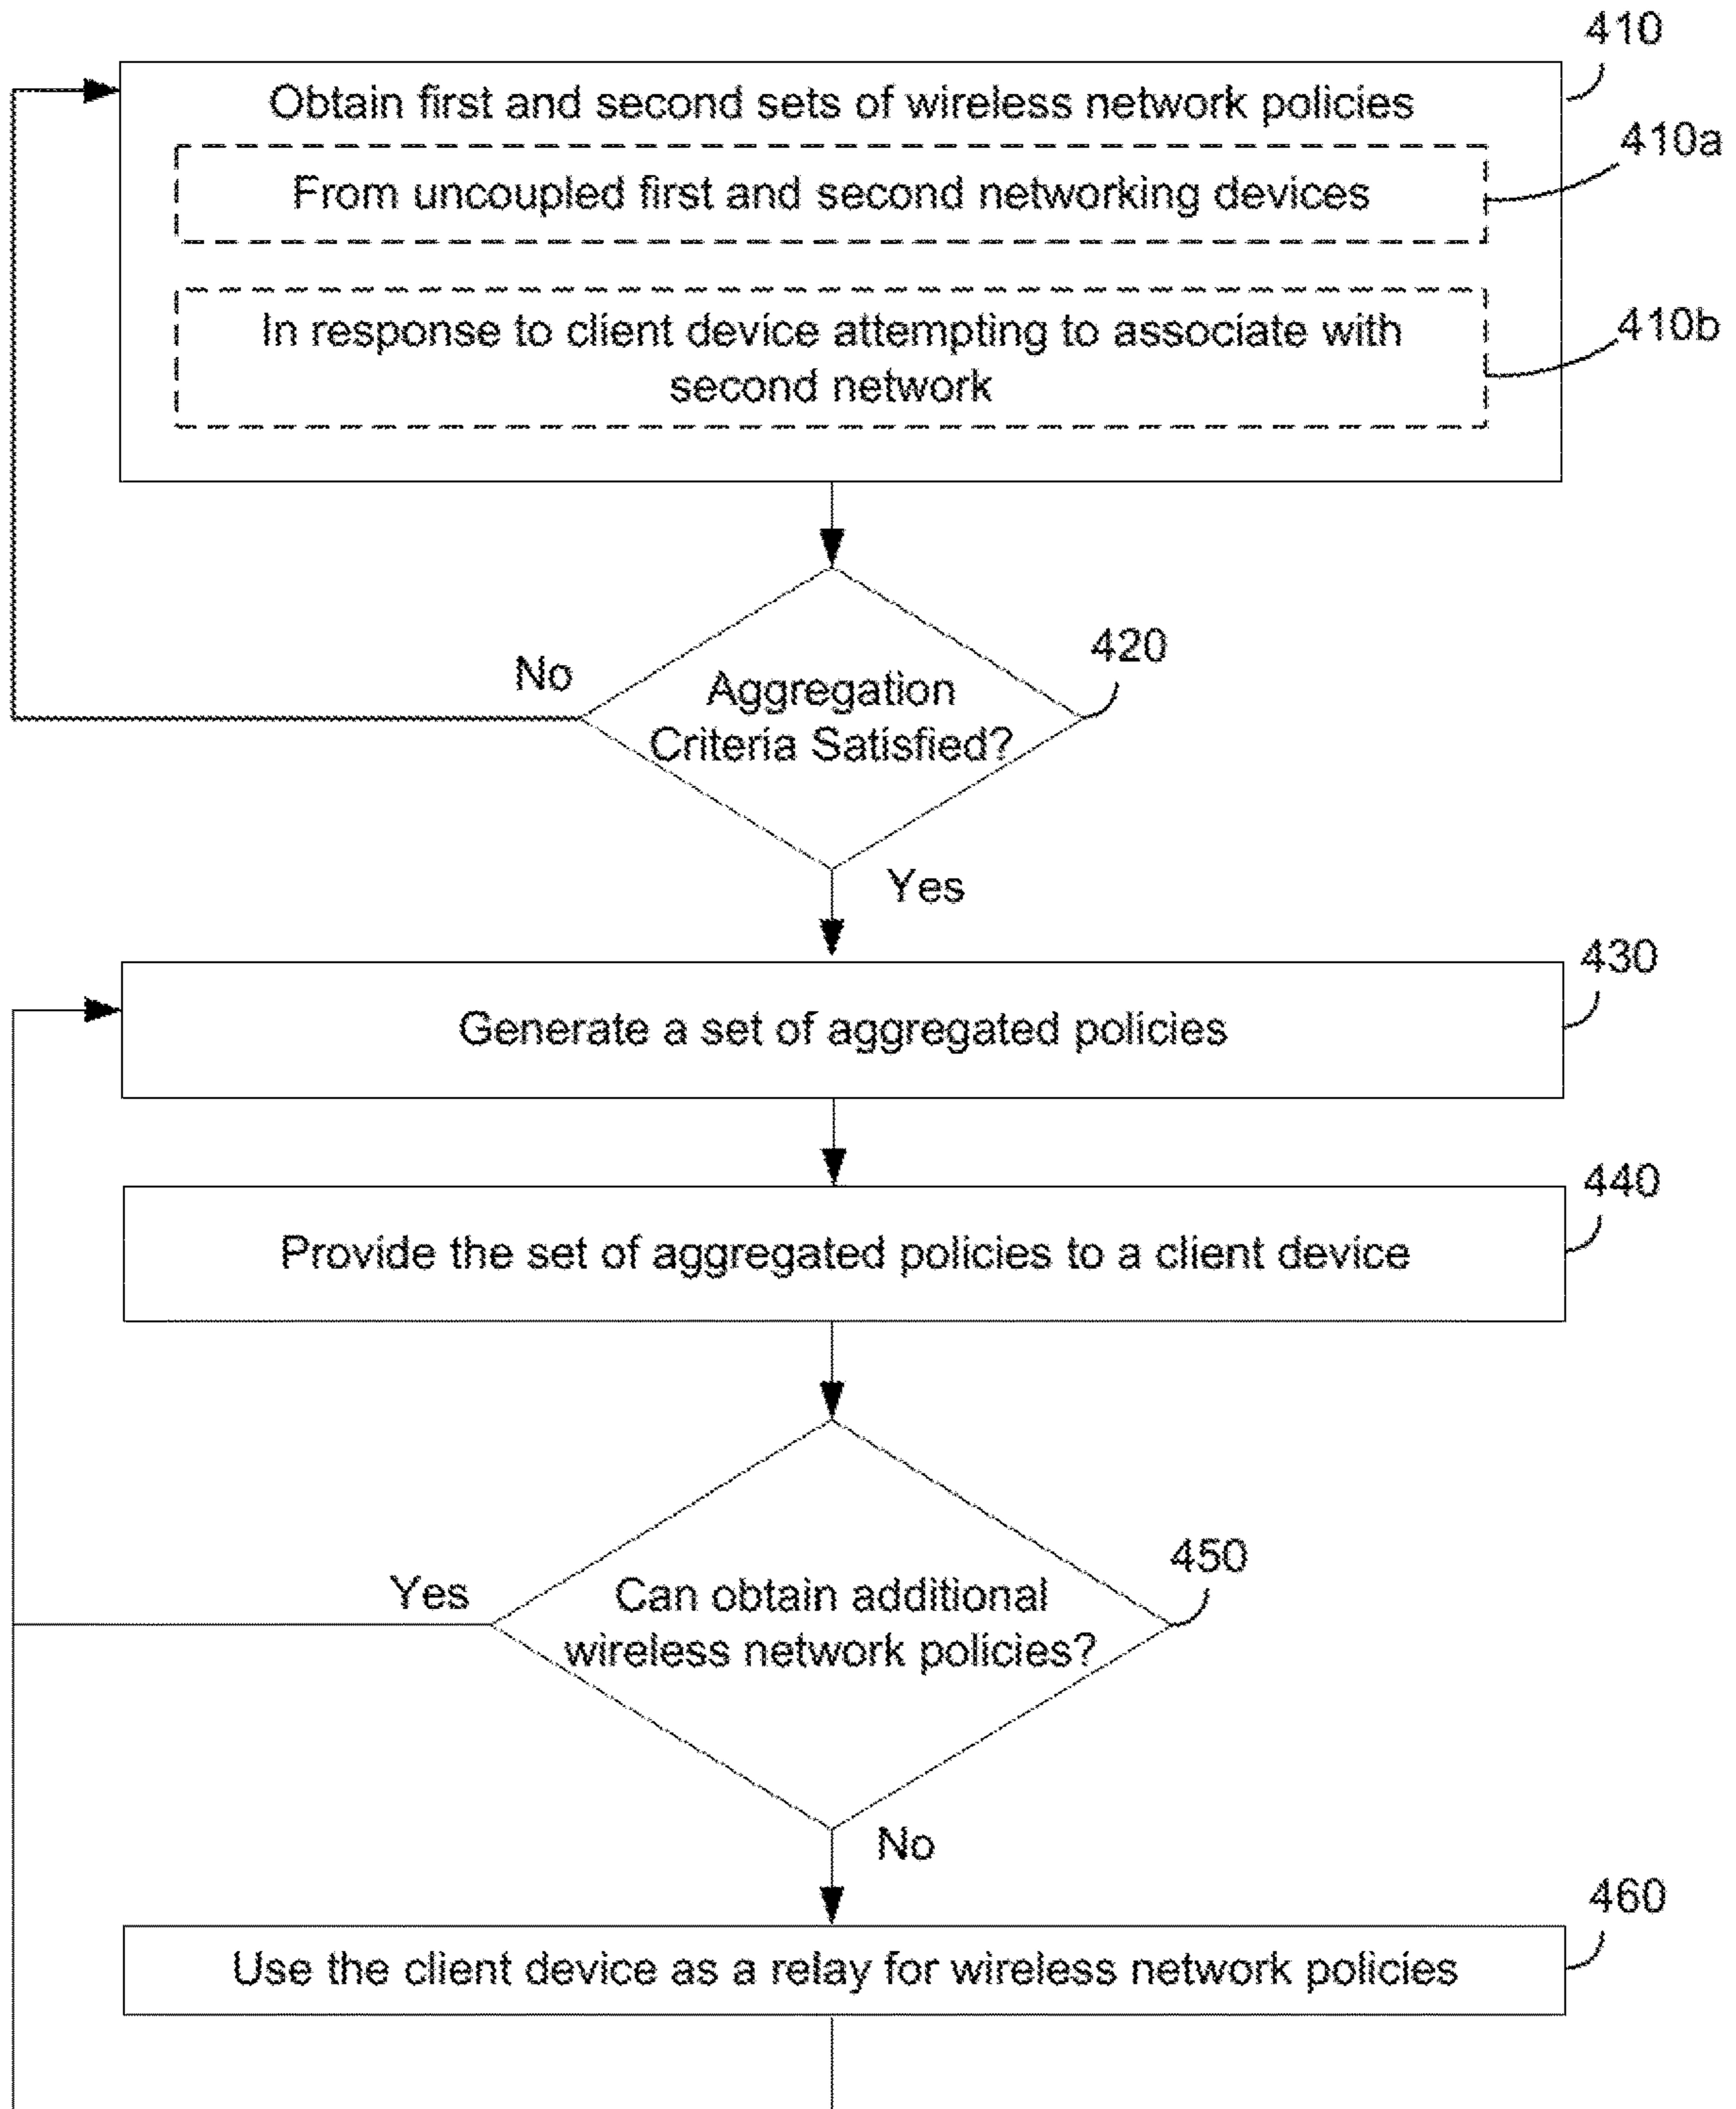 410
Obtain first and second sets of wireless network policies
410a
From uncoupled first and second networking devices
410b
In response to client device attempting to associate with
second network
420
No
Aggregation
Criteria Satisfied?
Yes
430
Generate a set of aggregated policies
440
Provide the set of aggregated policies to a client device
450
Yes
Can obtain additional
wireless network policies?
No
460
Use the client device as a relay for wireless network policies